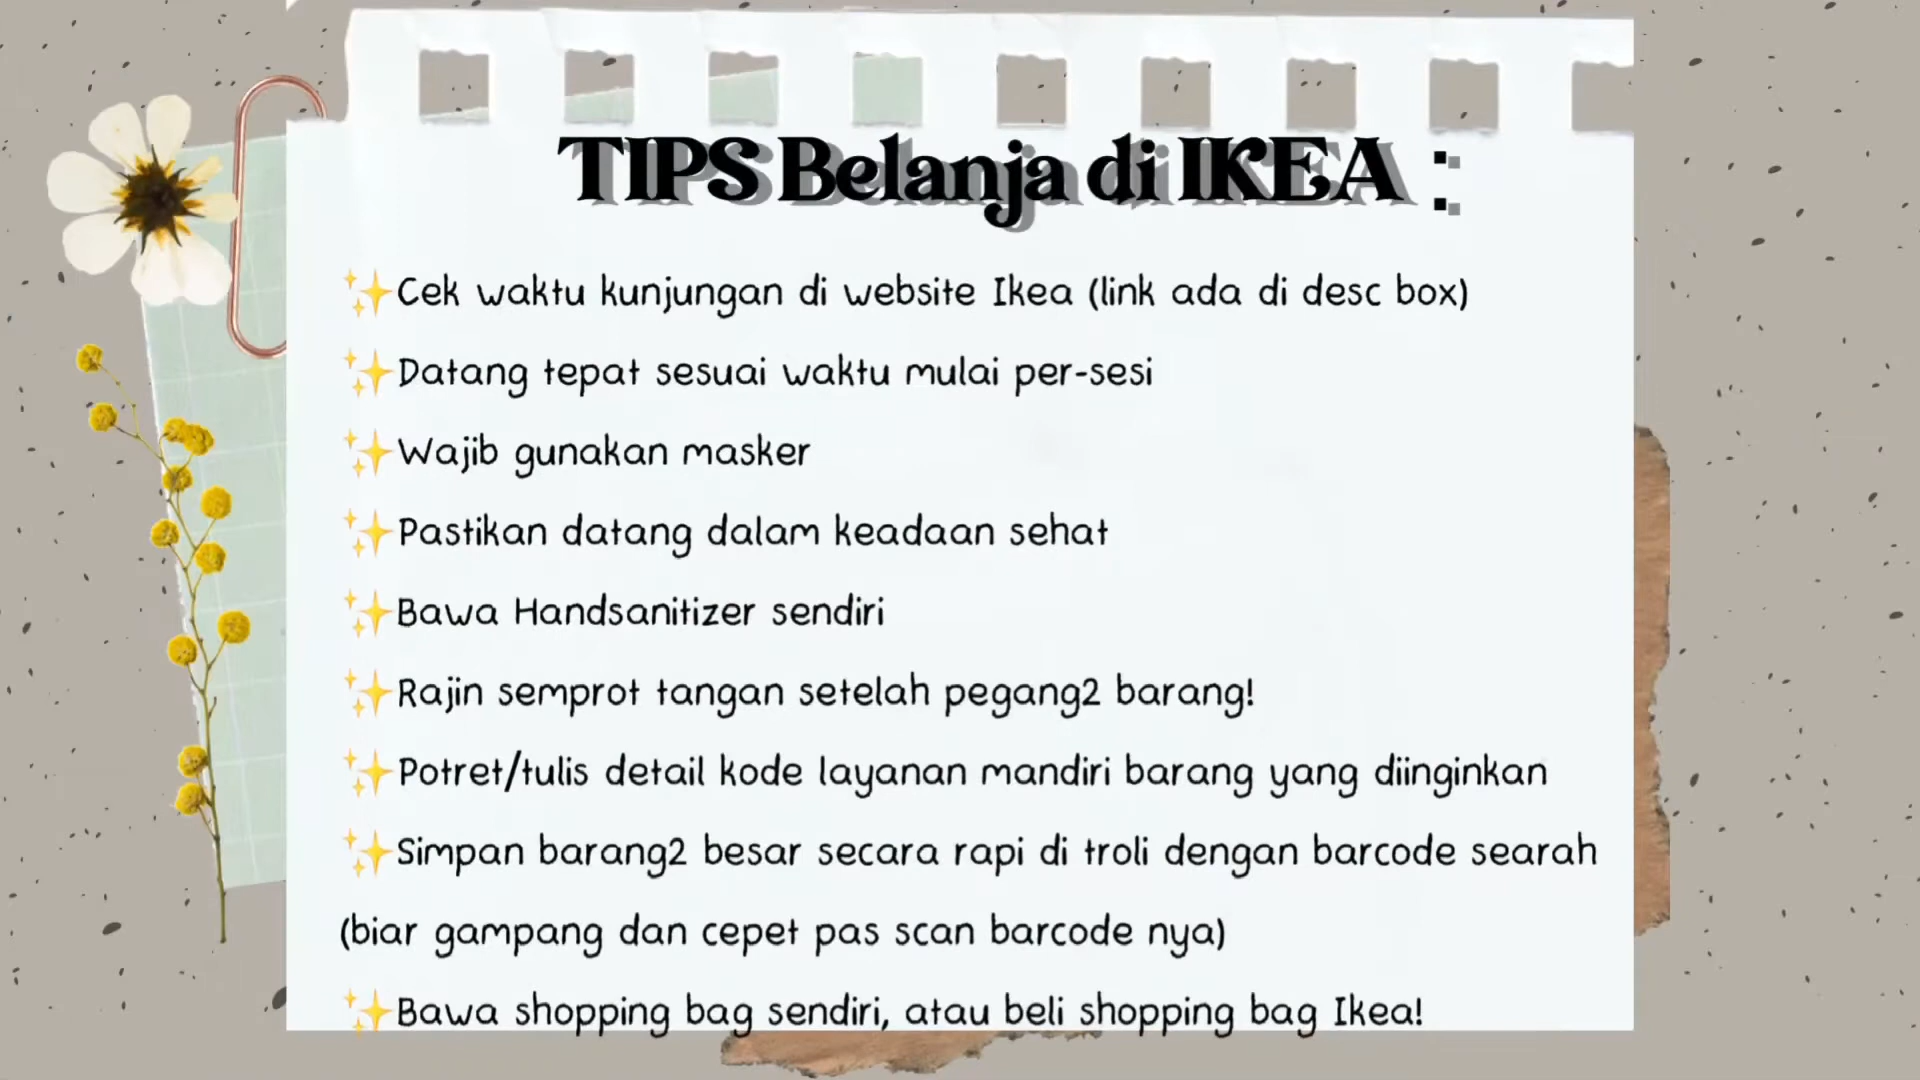 TIPS Belanja di IKEA :
✨Cek waktu kunjungan di website Ikea (link ada di desc box)
✨Datang tepat sesuai waktu mulai per-sesi
✨Wajib gunakan masker
✨Pastikan datang dalam keadaan sehat
✨Bawa Handsanitizer sendiri
✨Rajin semprot tangan setelah pegang2 barang!
✨Potret/tulis detail kode layanan mandiri barang yang diinginkan
✨Simpan barang2 besar secara rapi di troli dengan barcode searah
(biar gampang dan cepet pas scan barcode nya)
✨Bawa shopping bag sendiri, atau beli shopping bag Ikea!